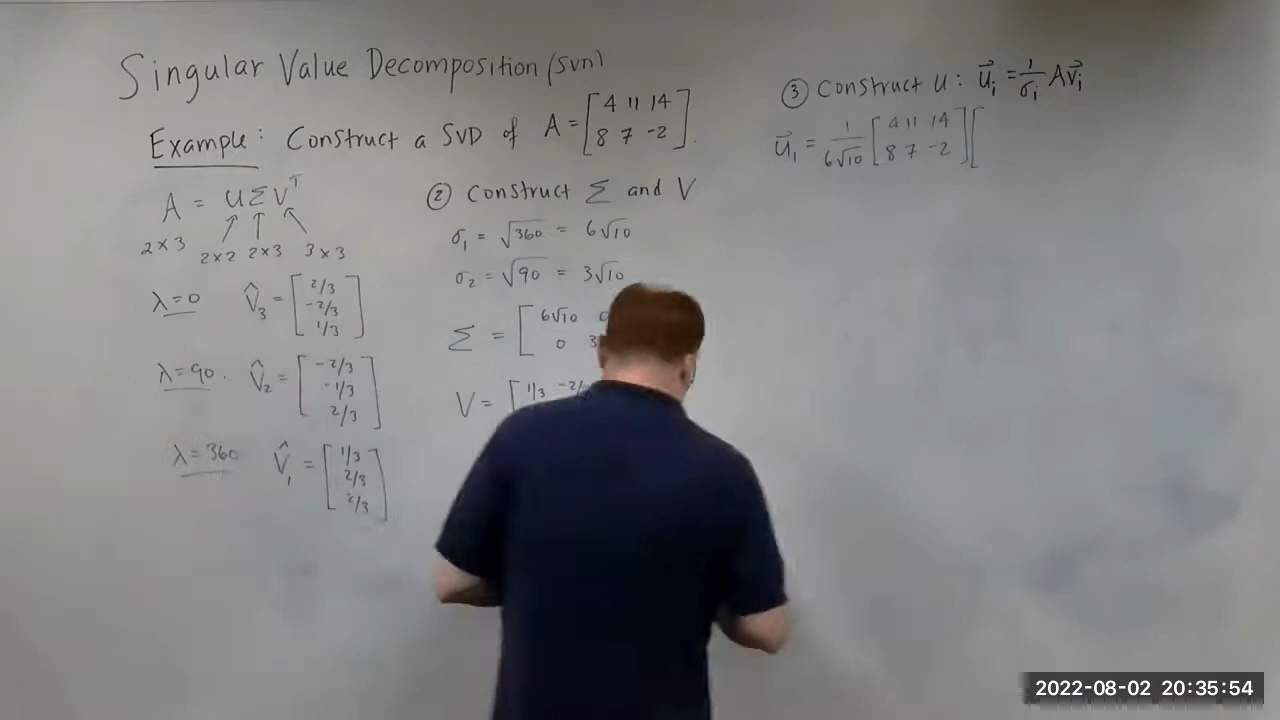 Singular Value Decomposition (SVD)
Example: Construct a SVD of A = [4 11 14
8 7 -2].
A = UΣVᵀ
2×3 2×2 2×3 3×3
λ=0 v̂₃ = [2/3
-2/3
1/3]
λ=90. v̂₂ = [-2/3
-1/3
2/3]
λ=360 v̂₁ = [1/3
2/3
2/3]
② Construct Σ and V
σ₁ = √360 = 6√10
σ₂ = √90 = 3√10
Σ = [6√10
0 3
V = [1/3 -2/
③ Construct U: u⃗ᵢ = 1/σᵢ Av⃗ᵢ
u⃗₁ = 1/6√10 [4 11 14
8 7 -2] [
2022-08-02 20:35:54